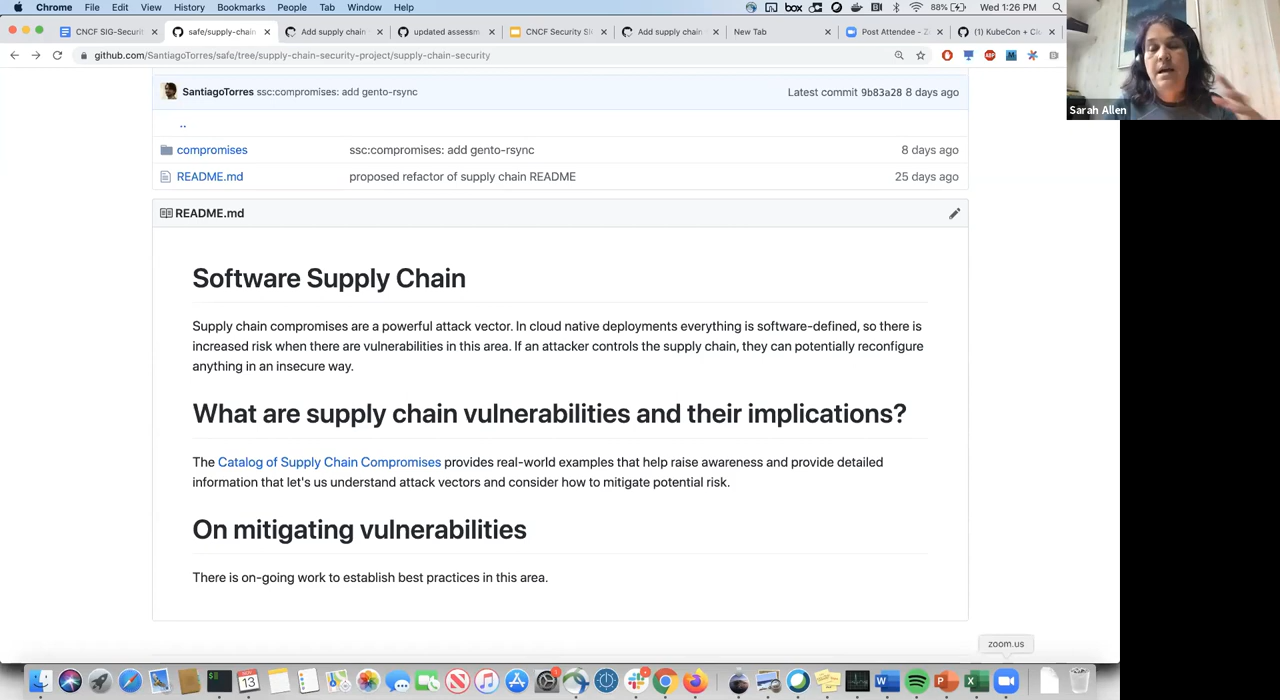 Chrome File Edit View History Bookmarks People Tab Window Help
box 88% Wed 1:26 PM
CNCF SIG-Securi × safe/supply-chain × Add supply chain × updated assessm × CNCF Security Si × Add supply chain × New Tab × Post Attendee - Z × (1) KubeCon + Cl ×
github.com/SantiagoTorres/safe/tree/supply-chain-security-project/supply-chain-security
ABP M
Sarah Allen
SantiagoTorres ssc:compromises: add gento-rsync Latest commit 9b83a28 8 days ago
..
compromises ssc:compromises: add gento-rsync 8 days ago
README.md proposed refactor of supply chain README 25 days ago
README.md
Software Supply Chain
Supply chain compromises are a powerful attack vector. In cloud native deployments everything is software-defined, so there is
increased risk when there are vulnerabilities in this area. If an attacker controls the supply chain, they can potentially reconfigure
anything in an insecure way.
What are supply chain vulnerabilities and their implications?
The Catalog of Supply Chain Compromises provides real-world examples that help raise awareness and provide detailed
information that let's us understand attack vectors and consider how to mitigate potential risk.
On mitigating vulnerabilities
There is on-going work to establish best practices in this area.
zoom.us
NOV
13